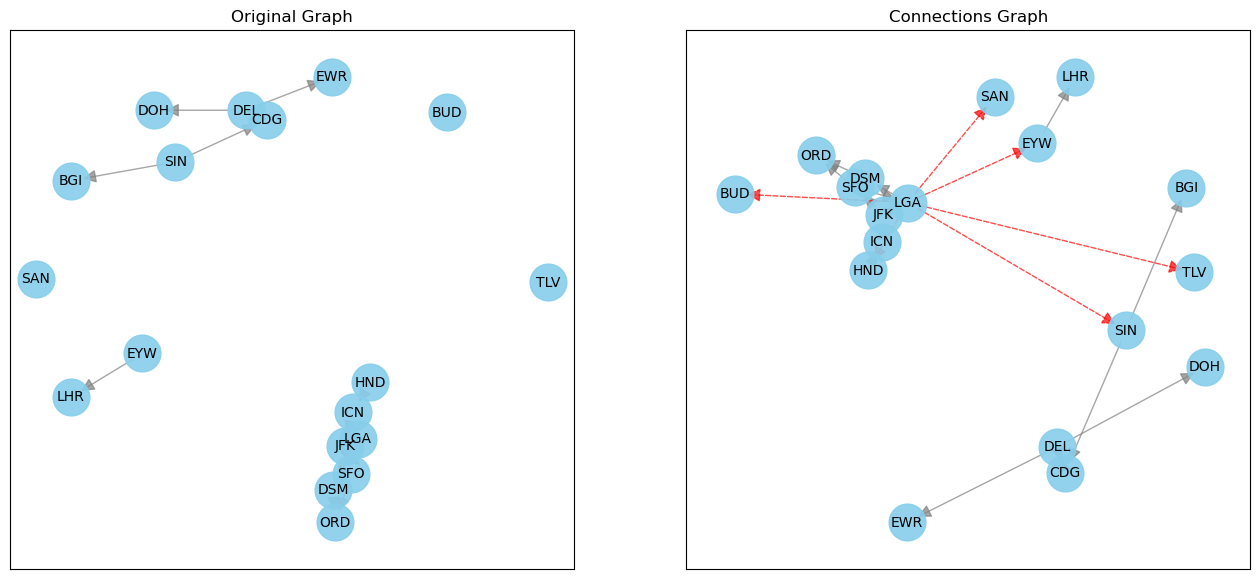 Original Graph
EWR
DOH
DEL
CDG
BUD
SIN
BGI
SAN
TLV
EYW
LHR
HND
ICN
LGA
JFK
SFO
DSM
ORD
Connections Graph
LHR
SAN
EYW
ORD
DSM
SFO
BUD
BGI
LGA
JFK
ICN
HND
TLV
SIN
DOH
DEL
CDG
EWR